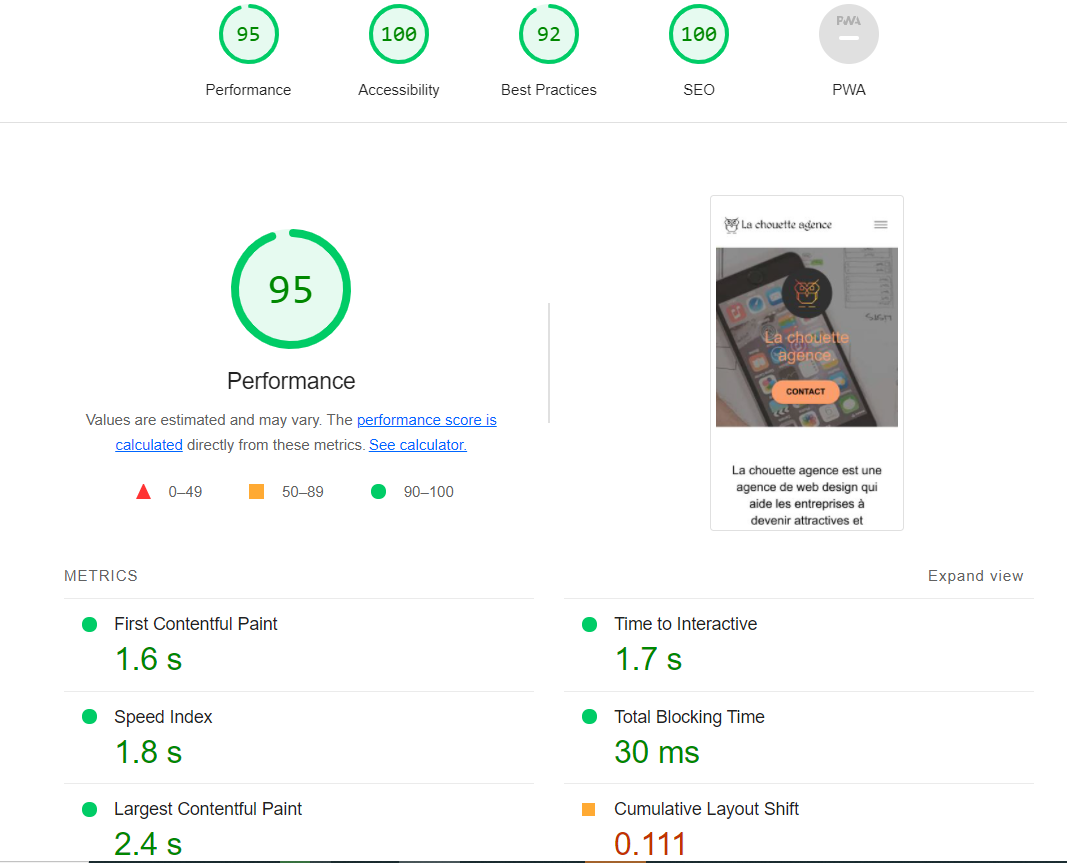 95
100
92
100
PWA
Performance
Accessibility
Best Practices
SEO
PWA
95
Performance
Values are estimated and may vary. The performance score is
calculated directly from these metrics. See calculator.
0–49
50–89
90–100
La chouette agence
La chouette
agence.
CONTACT
La chouette agence est une
agence de web design qui
aide les entreprises à
devenir attractives et
METRICS
Expand view
First Contentful Paint
1.6 s
Time to Interactive
1.7 s
Speed Index
1.8 s
Total Blocking Time
30 ms
Largest Contentful Paint
2.4 s
Cumulative Layout Shift
0.111